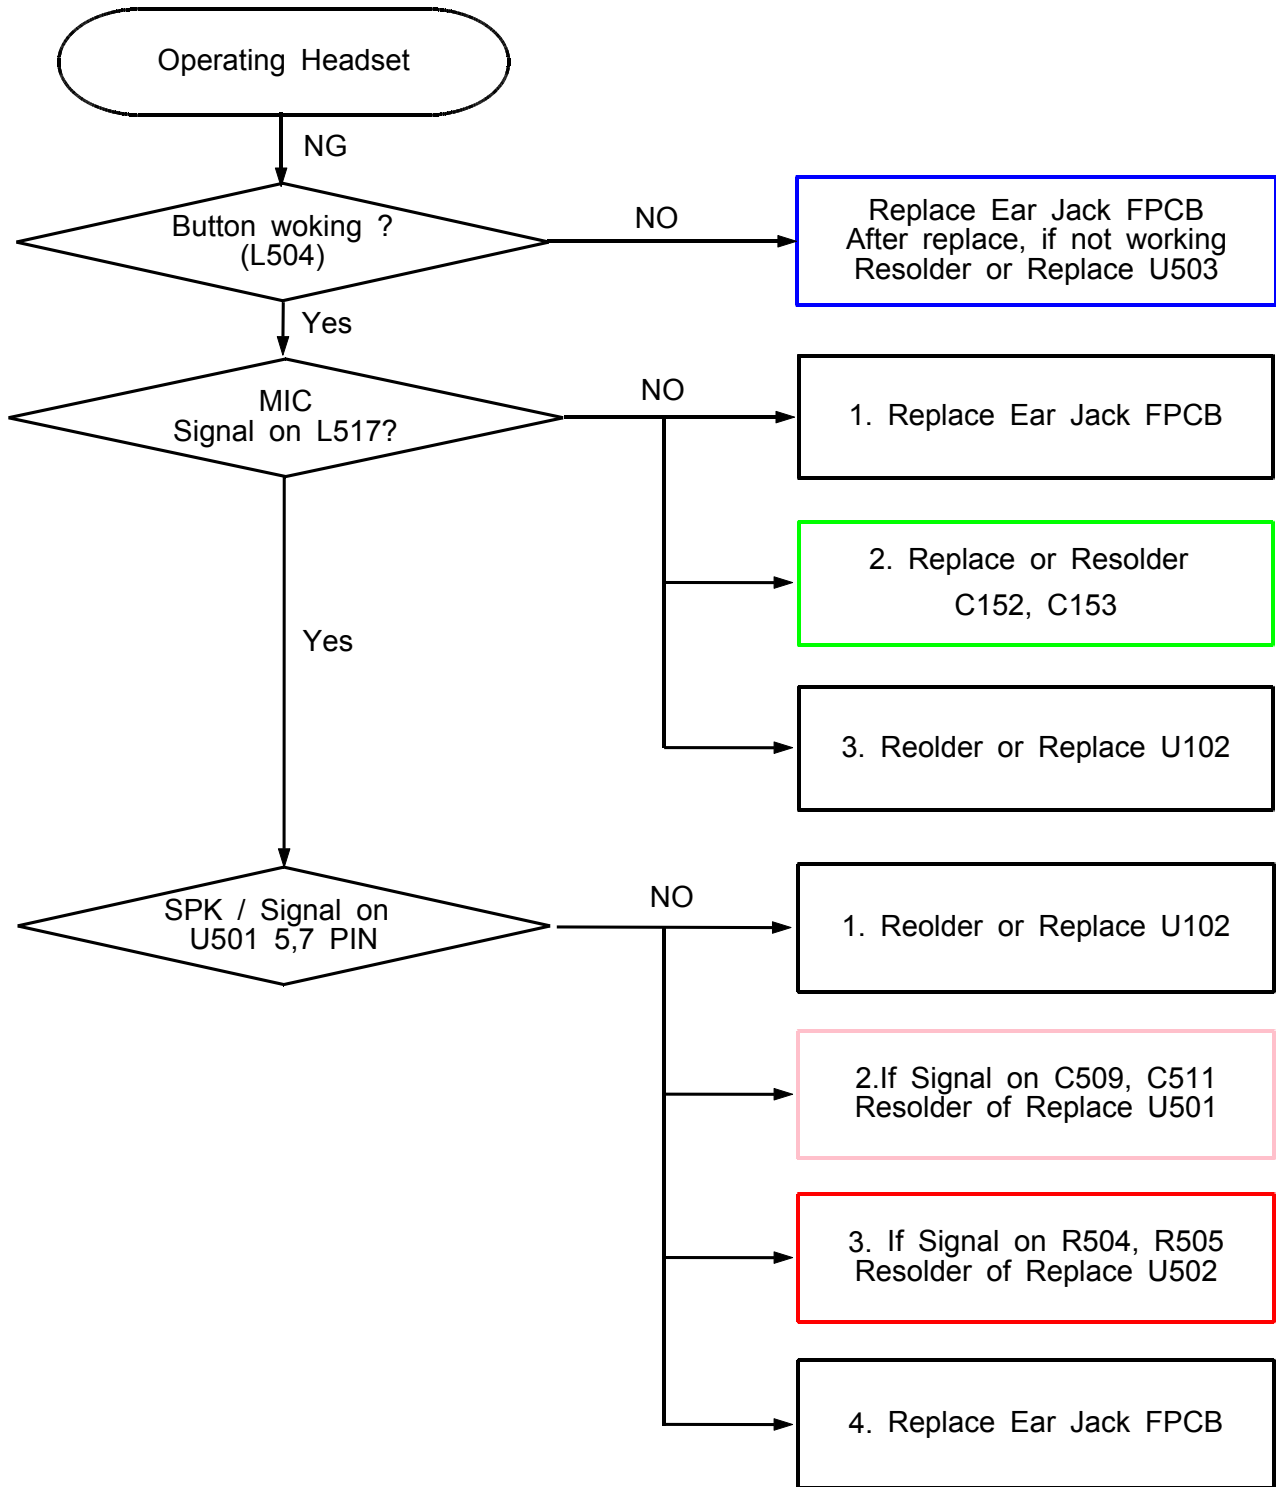 Operating Headset
NG
Button woking ?
(L504)
NO
Replace Ear Jack FPCB
After replace, if not working
Resolder or Replace U503
Yes
MIC
Signal on L517?
NO
1. Replace Ear Jack FPCB
2. Replace or Resolder
C152, C153
3. Reolder or Replace U102
Yes
SPK / Signal on
U501 5,7 PIN
NO
1. Reolder or Replace U102
2.If Signal on C509, C511
Resolder of Replace U501
3. If Signal on R504, R505
Resolder of Replace U502
4. Replace Ear Jack FPCB